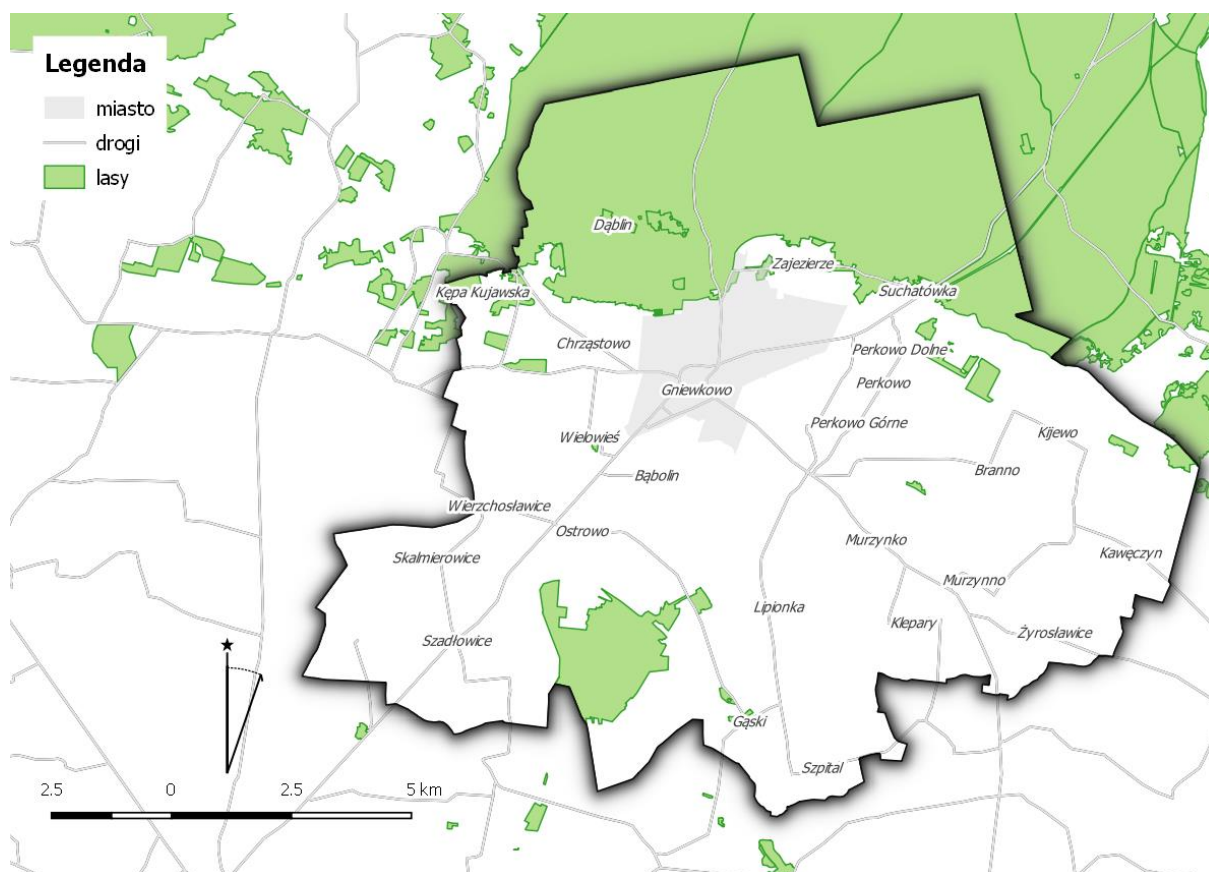 Legenda
miasto
drogi
lasy
Dąblin
Zajezierze
Kępa Kujawska
Suchatówka
Chrząstowo
Perkowo Dolne
Perkowo
Gniewkowo
Perkowo Górne
Kijewo
Wielowieś
Branno
Bąbolin
Wierzchosławice
Ostrowo
Murzynko
Kawęczyn
Skalmierowice
Murzynno
Lipionka
Klepary
Żyrosławice
Szadłowice
Gąski
Szpital
2.5 0 2.5 5 km